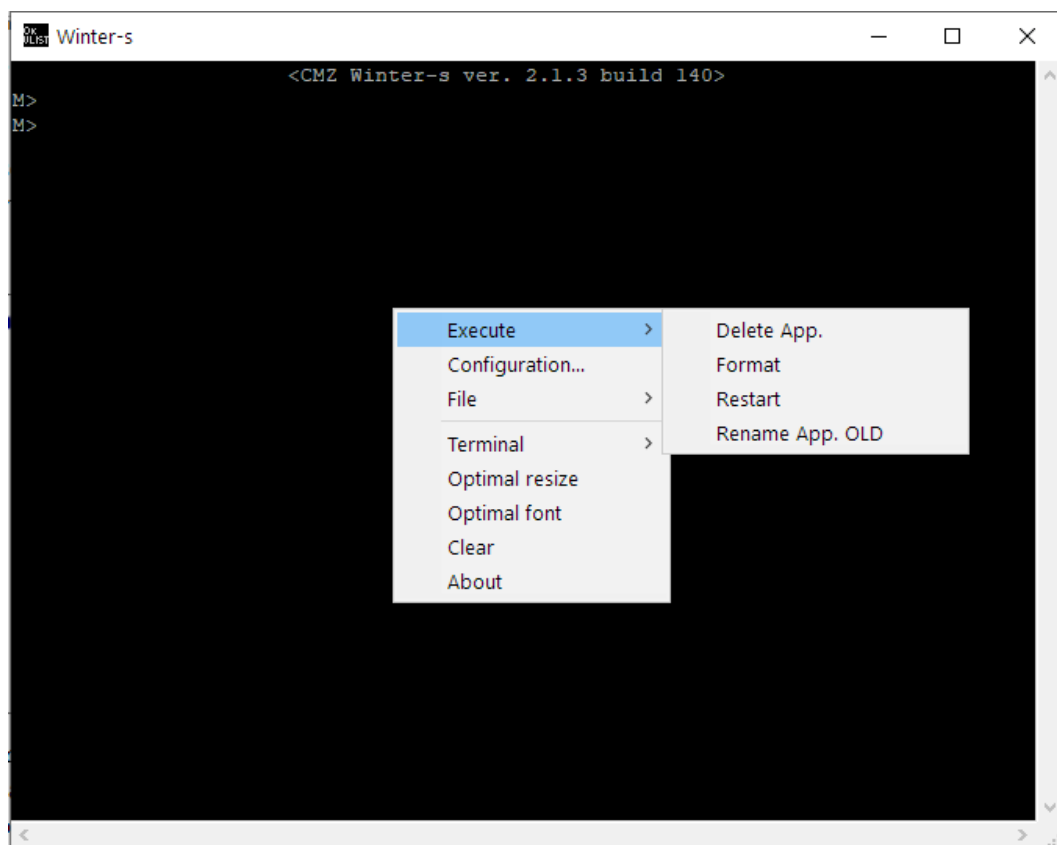 Winter-s
<CMZ Winter-s ver. 2.1.3 build 140>
M>
M>
Execute
Configuration...
File
Terminal
Optimal resize
Optimal font
Clear
About
Delete App.
Format
Restart
Rename App. OLD